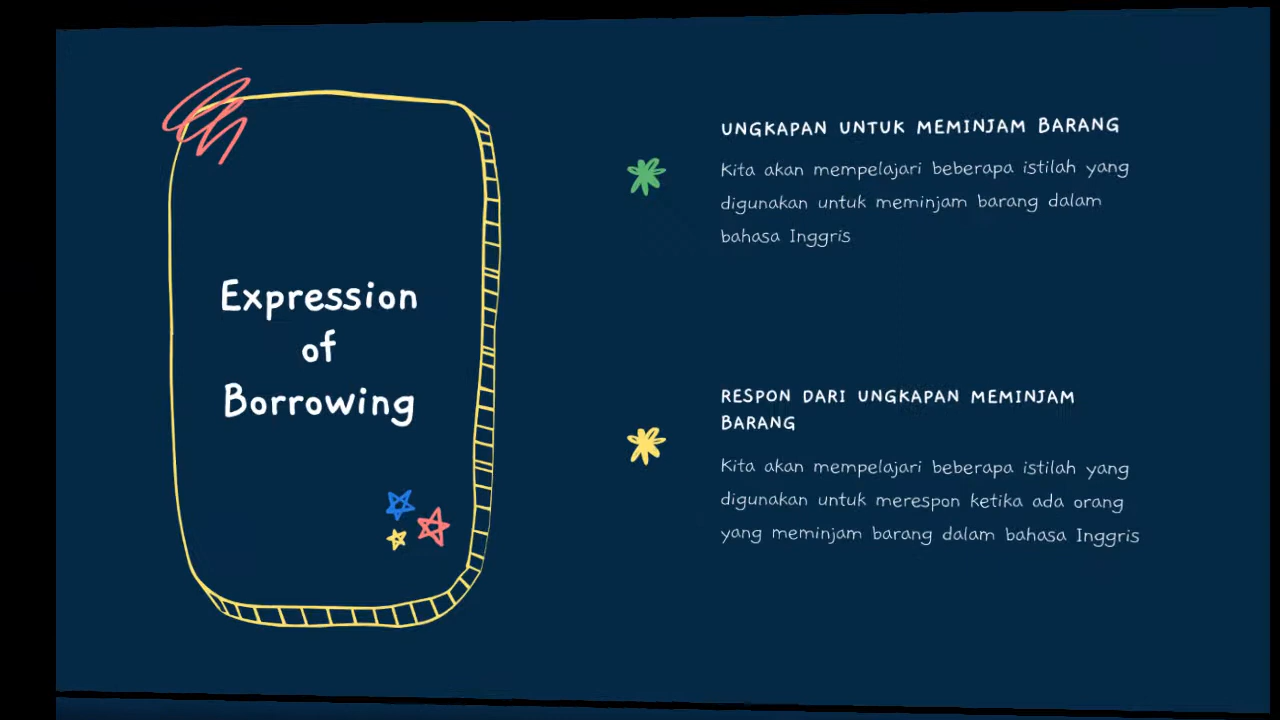 Expression
of
Borrowing
UNGKAPAN UNTUK MEMINJAM BARANG
Kita akan mempelajari beberapa istilah yang
digunakan untuk meminjam barang dalam
bahasa Inggris
RESPON DARI UNGKAPAN MEMINJAM
BARANG
Kita akan mempelajari beberapa istilah yang
digunakan untuk merespon ketika ada orang
yang meminjam barang dalam bahasa Inggris